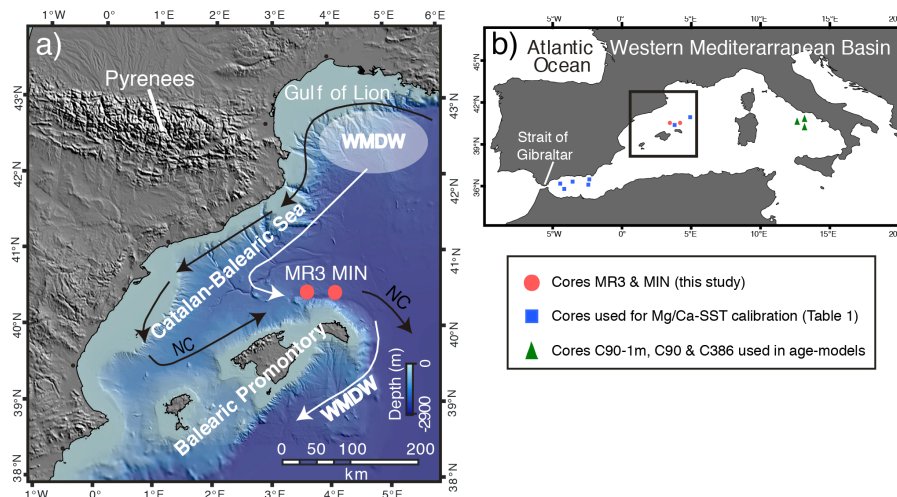 1°W 0° 1°E 2°E 3°E 4°E 5°E 6°E
a)
Pyrenees
Gulf of Lion
WMDW
Catalan-Balearic Sea
MR3 MIN
NC
NC
Balearic Promontory
WMDW
Depth (m)
0
-2900
0 50 100 200
km
43°N
42°N
41°N
40°N
39°N
38°N
43°N
42°N
41°N
40°N
39°N
38°N
1°W 0° 1°E 2°E 3°E 4°E 5°E
5°W 0° 5°E 10°E 15°E 20
b)
Atlantic
Ocean
Western Mediterarranean Basin
Strait of
Gibraltar
45°N
42°N
39°N
36°N
5°W 0° 5°E 10°E 15°E 20
Cores MR3 & MIN (this study)
Cores used for Mg/Ca-SST calibration (Table 1)
Cores C90-1m, C90 & C386 used in age-models